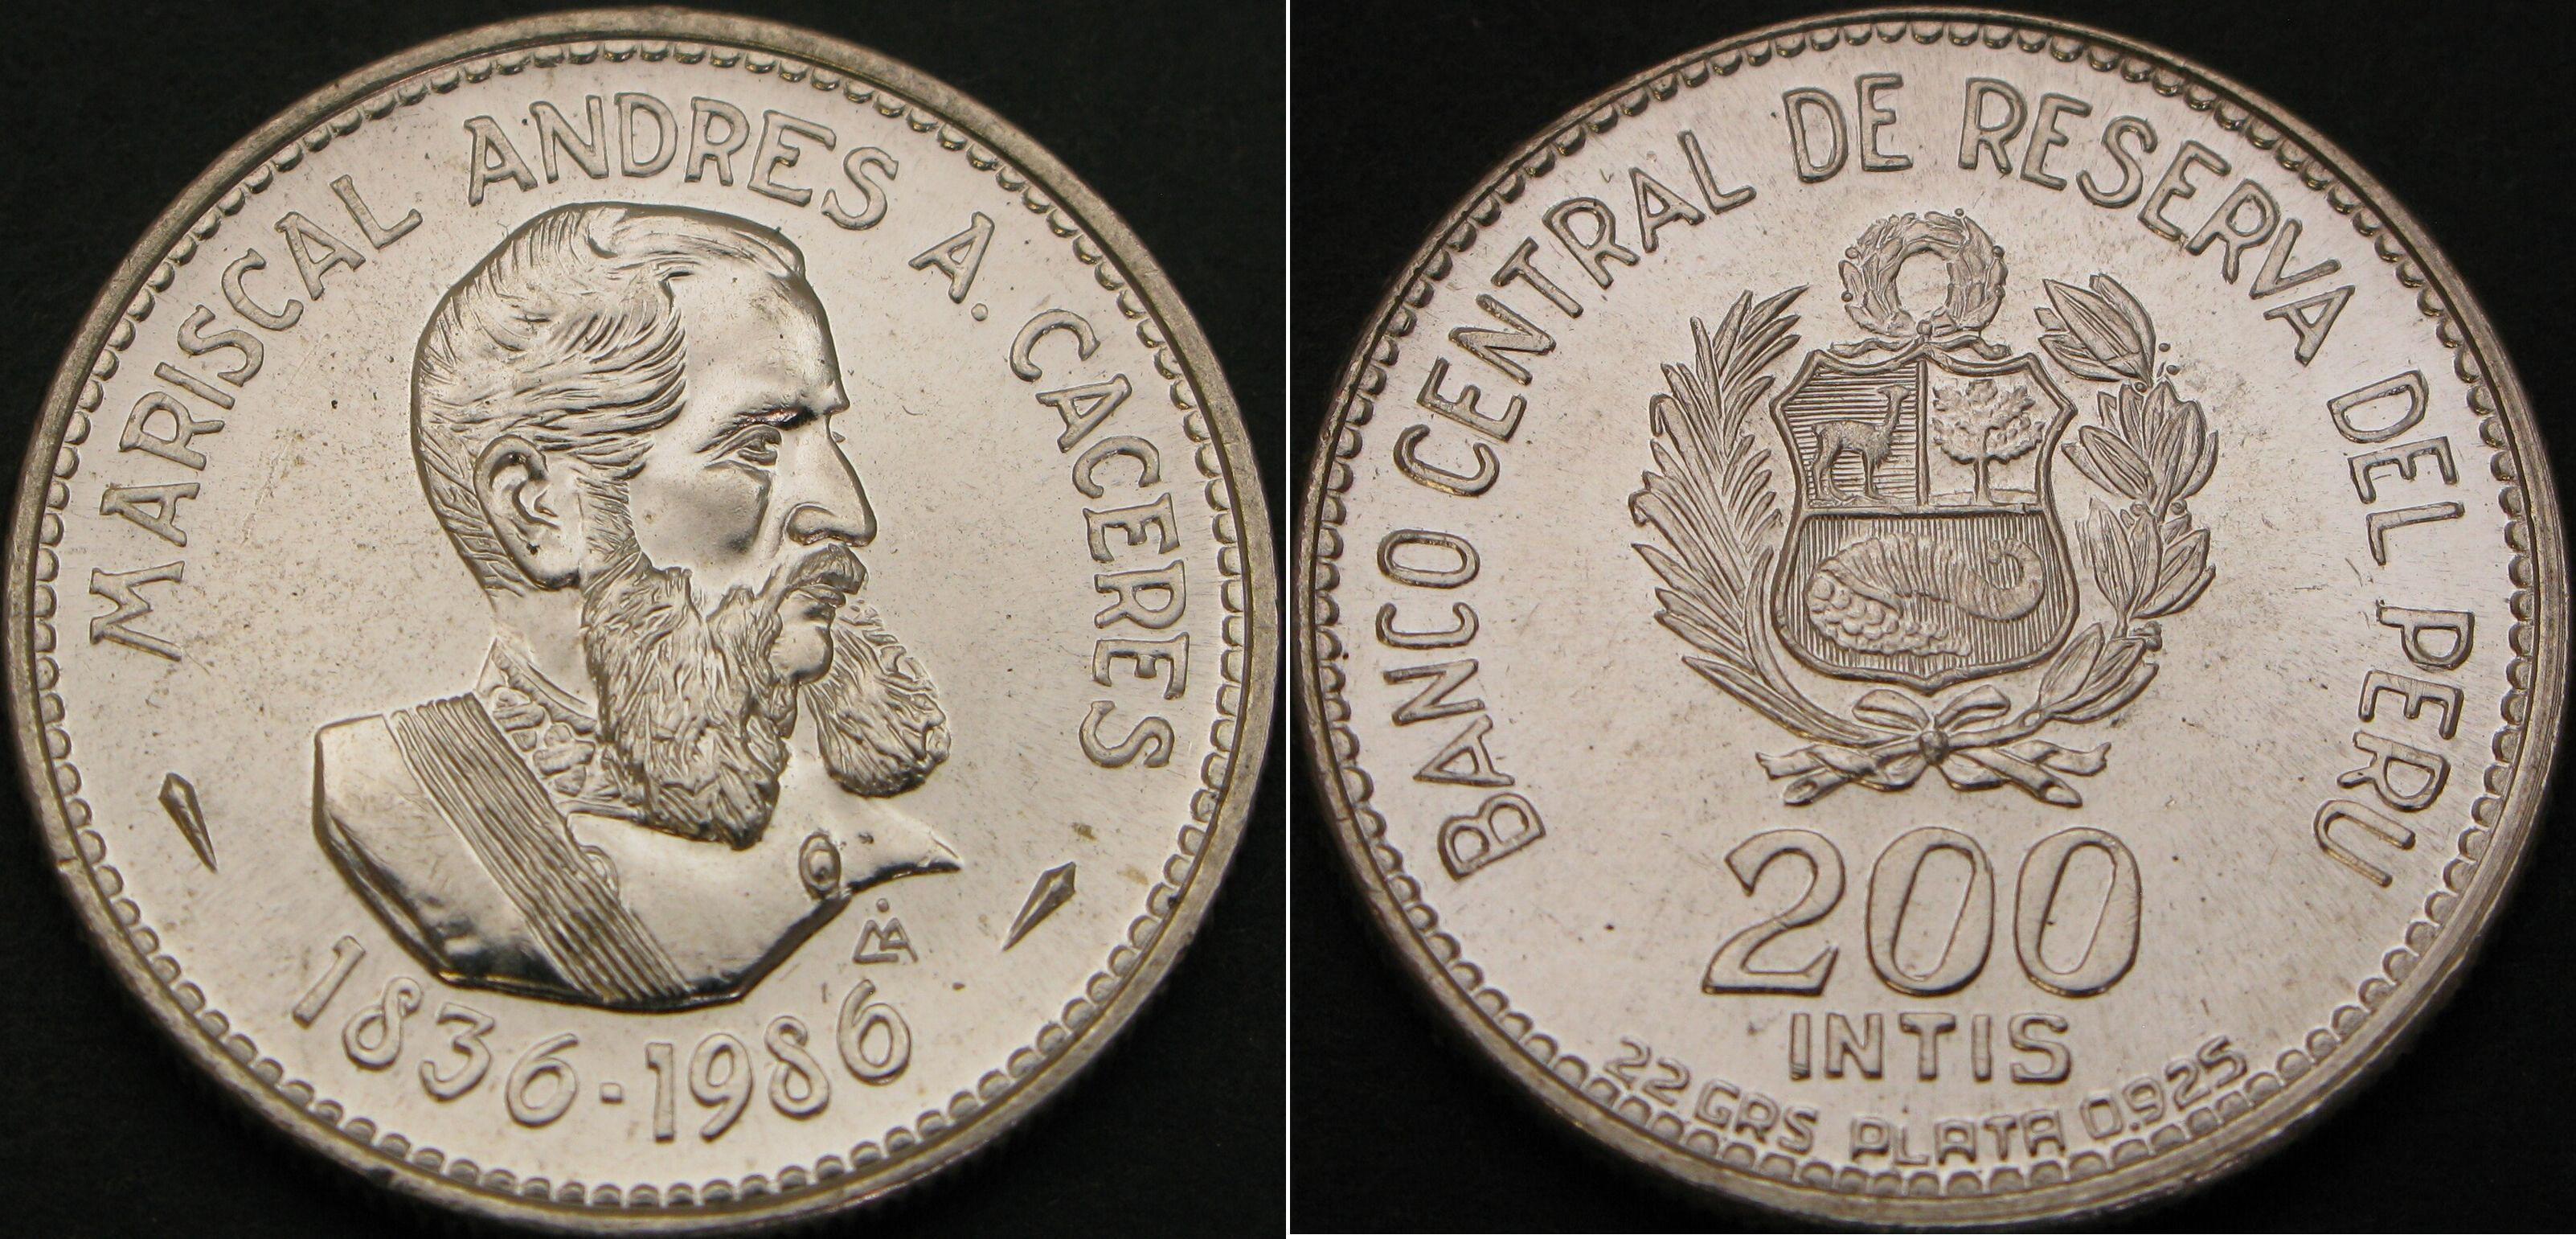 MARISCAL ANDRES A. CACERES
1836-1986
BANCO CENTRAL DE RESERVA DEL PERU
200
INTIS
22 GRS PLATA 0.925